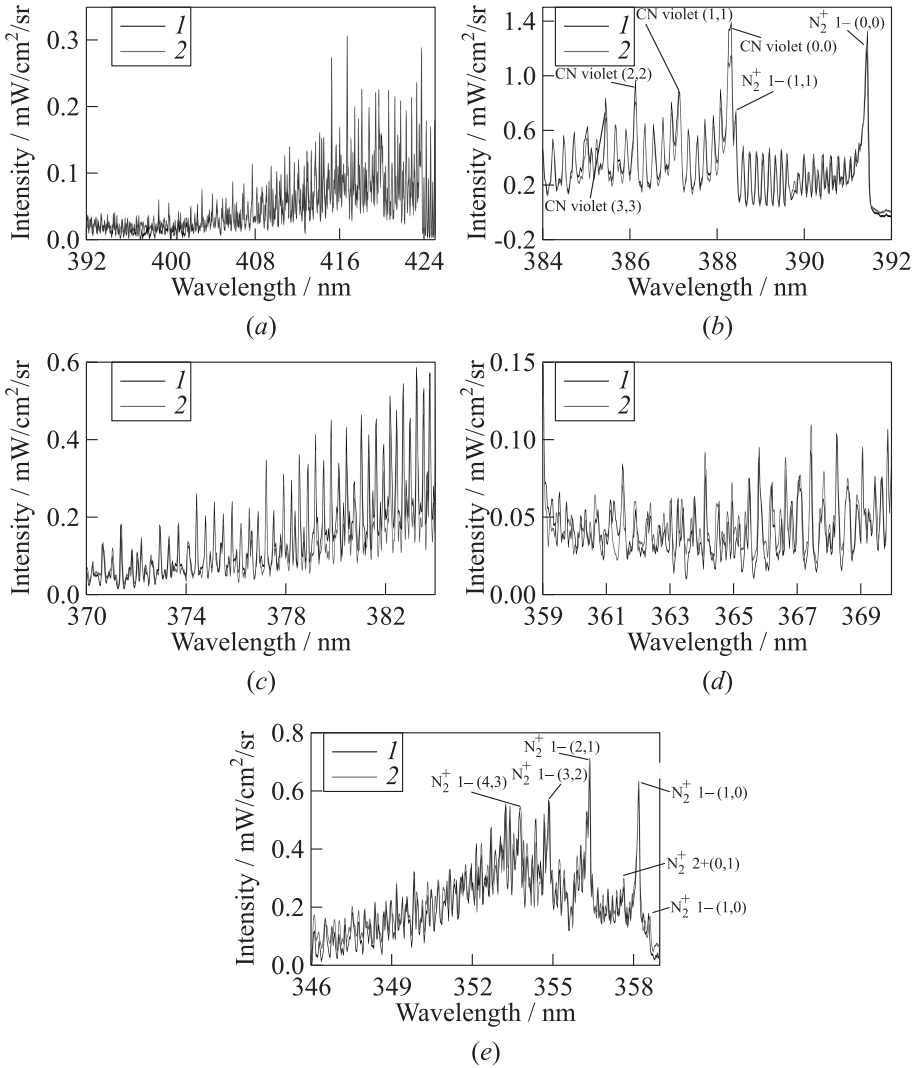 Intensity / mW/cm²/sr
0.3
0.2
0.1
0.0
1
2
392 400 408 416 424
Wavelength / nm
(a)
Intensity / mW/cm²/sr
1.4
1.0
0.6
0.2
-0.2
1
2
CN violet (1,1)
N₂⁺ 1–(0,0)
CN violet (0.0)
CN violet (2,2)
N₂⁺ 1–(1,1)
CN violet (3,3)
384 386 388 390 392
Wavelength / nm
(b)
Intensity / mW/cm²/sr
0.6
0.4
0.2
0.0
1
2
370 374 378 382
Wavelength / nm
(c)
Intensity / mW/cm²/sr
0.15
0.10
0.05
0.00
1
2
359 361 363 365 367 369
Wavelength / nm
(d)
Intensity / mW/cm²/sr
0.8
0.6
0.4
0.2
0.0
1
2
N₂⁺ 1–(2,1)
N₂⁺ 1–(4,3)
N₂⁺ 1–(3,2)
N₂⁺ 1–(1,0)
N₂⁺ 2+(0,1)
N₂⁺ 1–(1,0)
346 349 352 355 358
Wavelength / nm
(e)